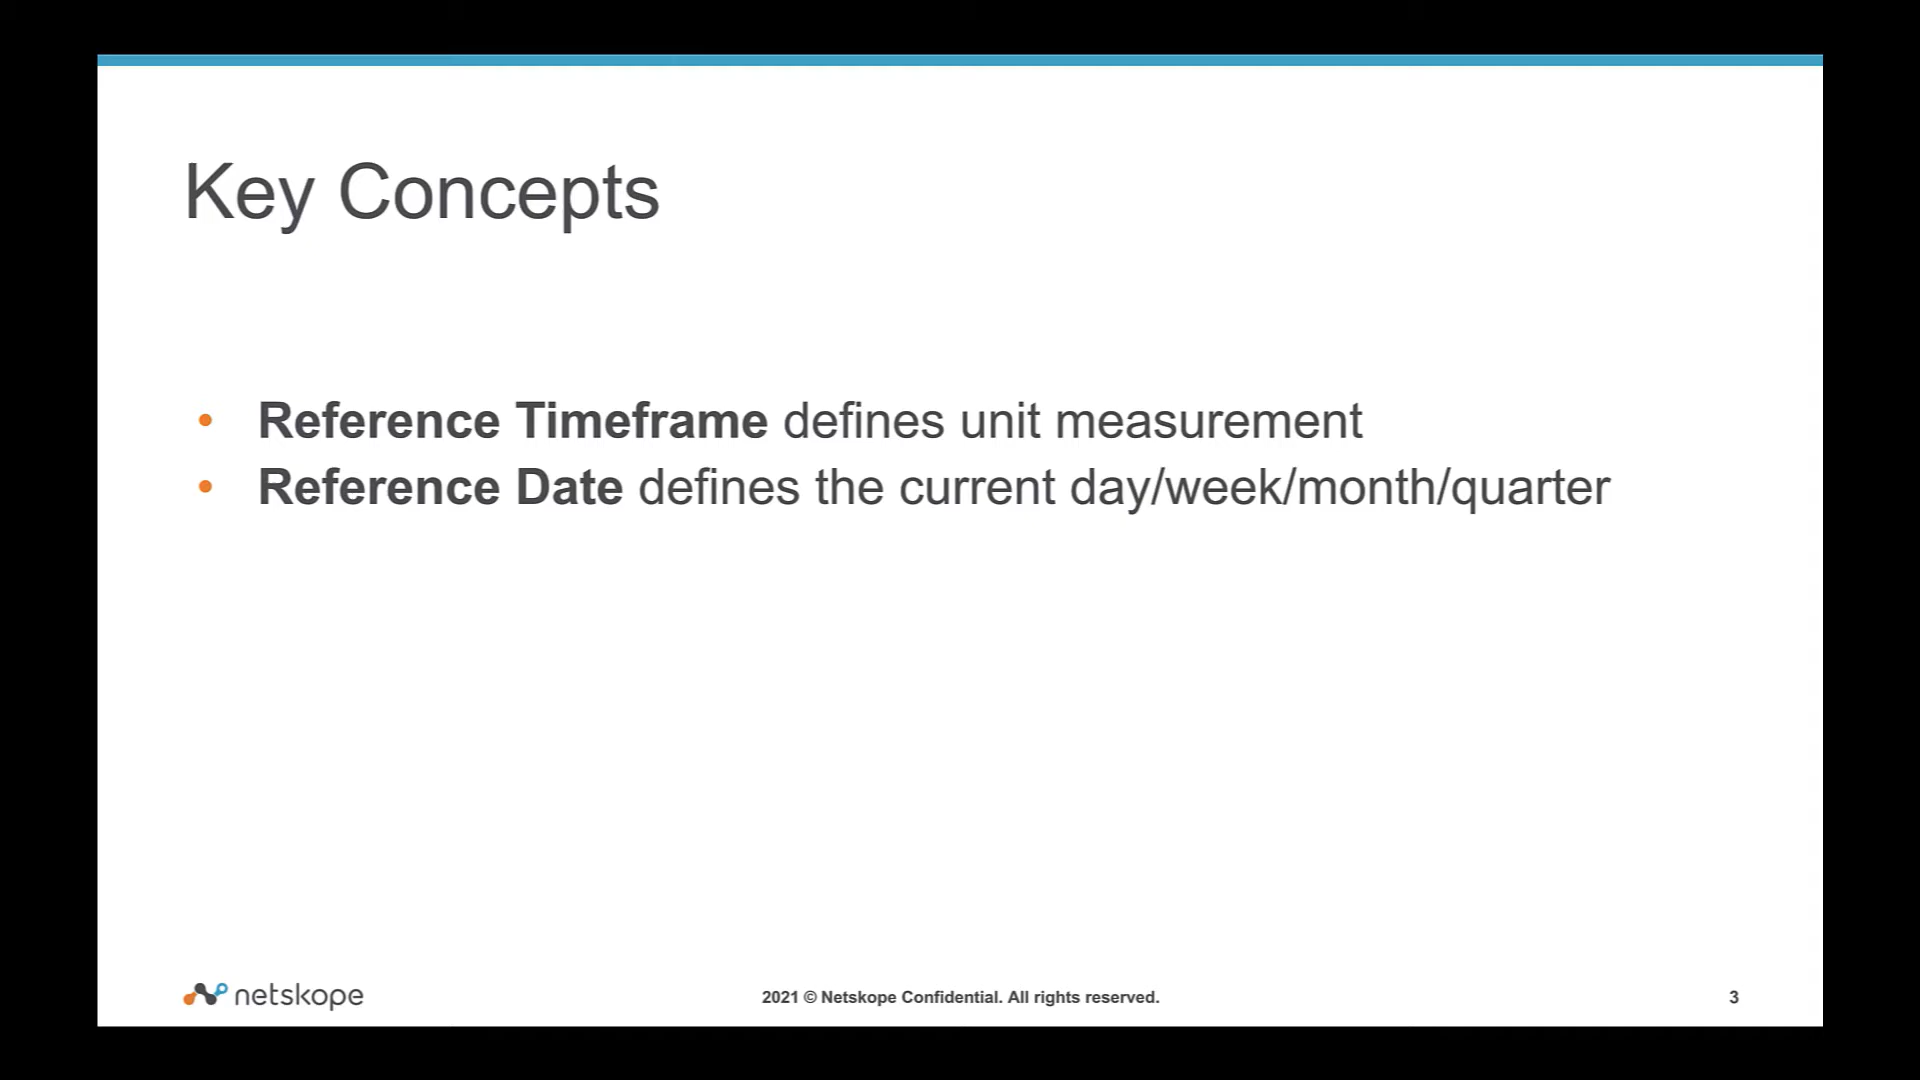 Key Concepts
• Reference Timeframe defines unit measurement
• Reference Date defines the current day/week/month/quarter
netskope
2021 © Netskope Confidential. All rights reserved.
3